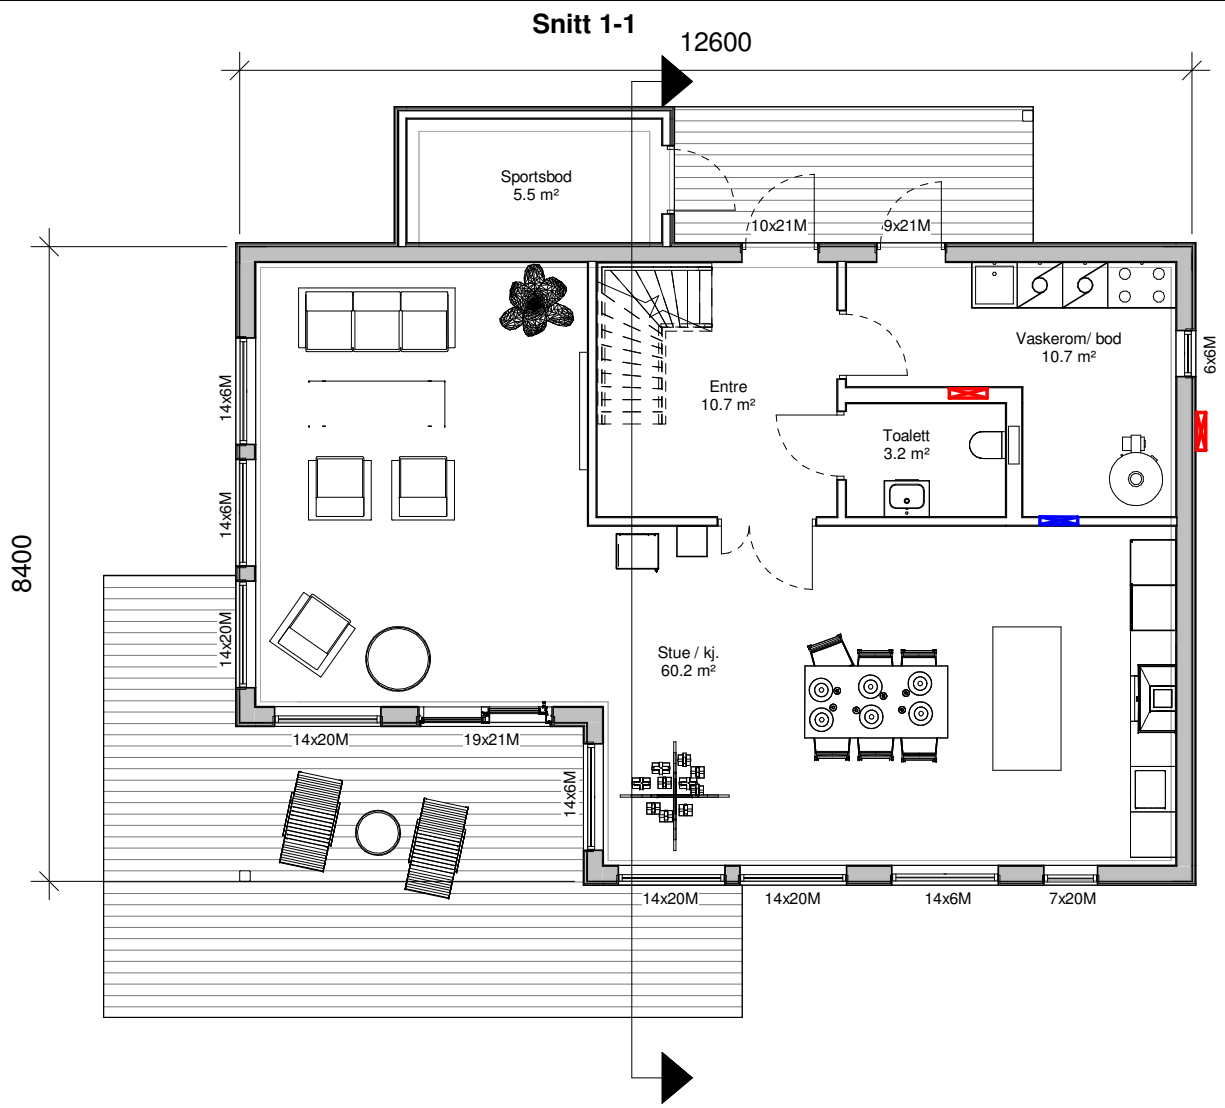 Snitt 1-1
12600
Sportsbod
5.5 m²
10x21M
9x21M
Vaskerom/ bod
10.7 m²
6x6M
14x6M
Entre
10.7 m²
Toalett
3.2 m²
14x6M
8400
14x20M
Stue / kj.
60.2 m²
14x20M
19x21M
14x6M
14x20M
14x20M
14x6M
7x20M